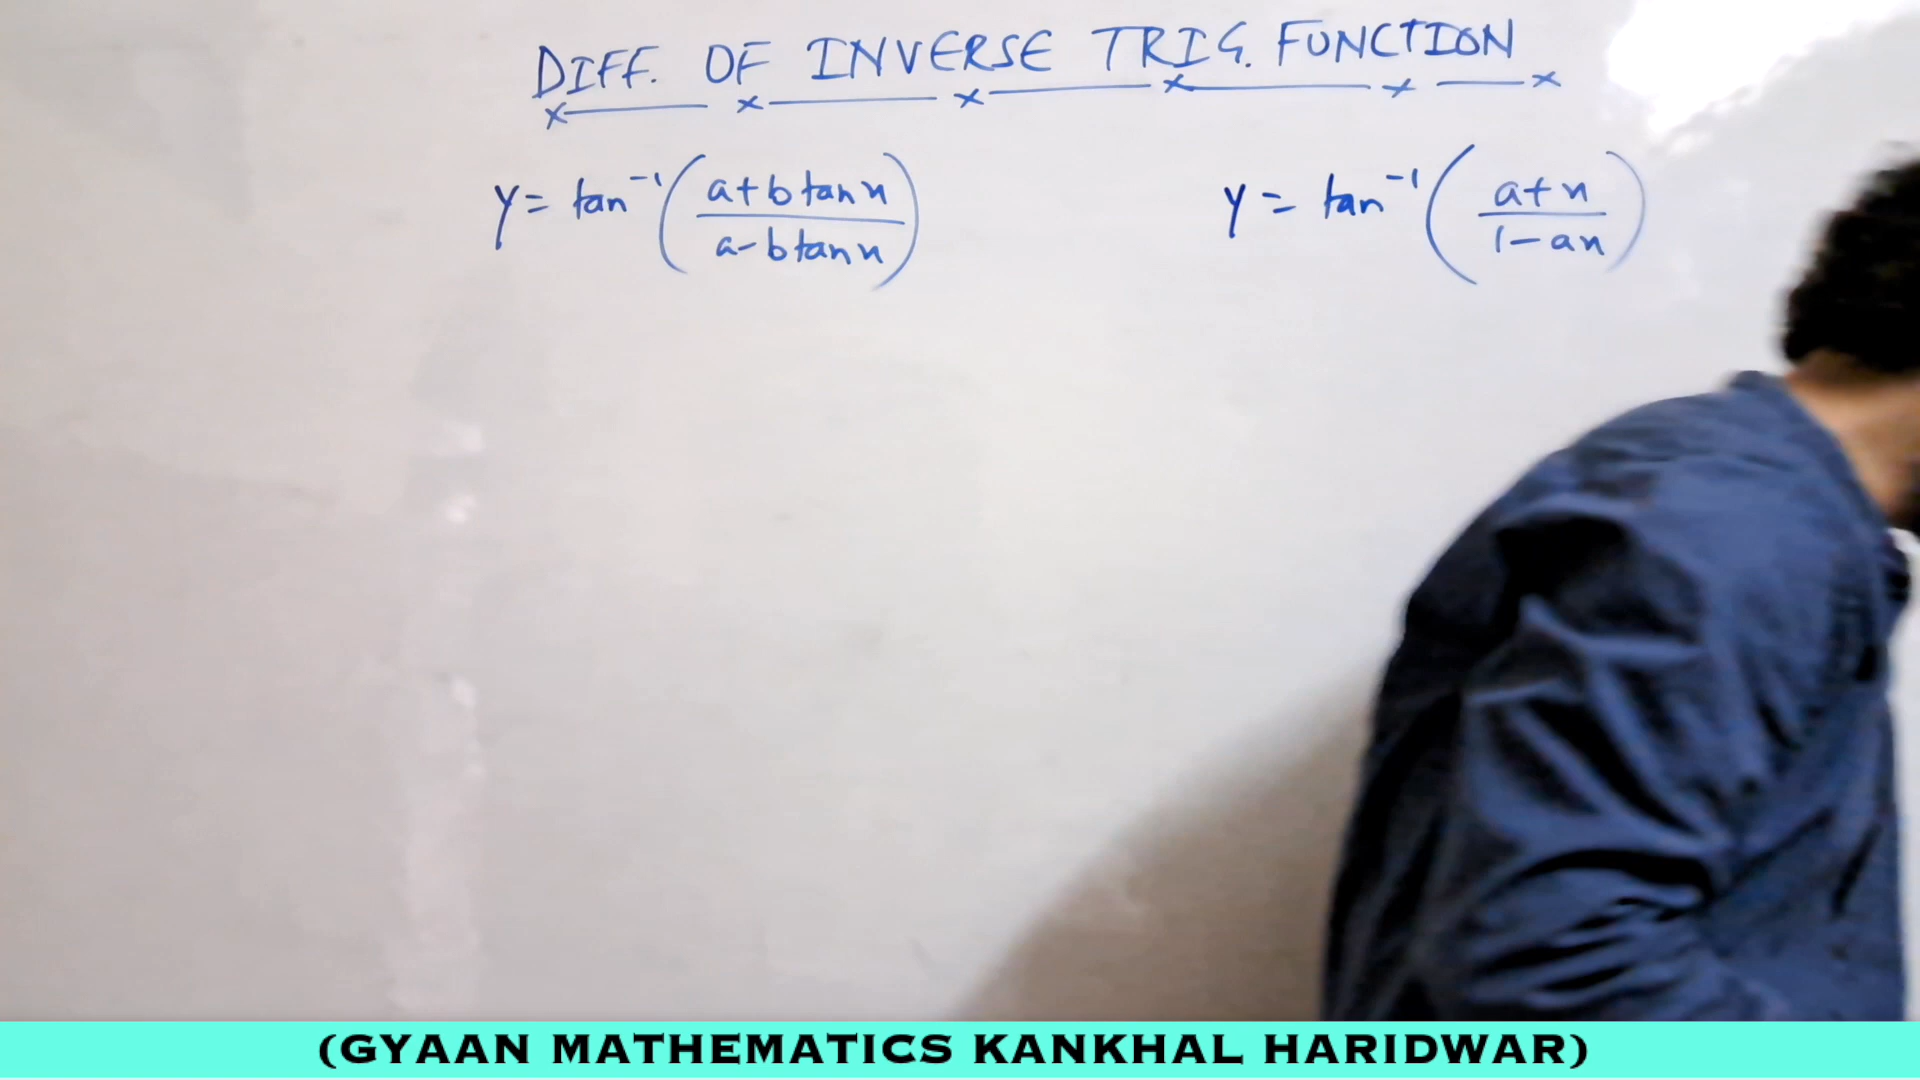 DIFF. OF INVERSE TRIG. FUNCTION
y = tan⁻¹((a+b tan x)/(a-b tan x))
y = tan⁻¹((a+x)/(1-ax))
(GYAAN MATHEMATICS KANKHAL HARIDWAR)